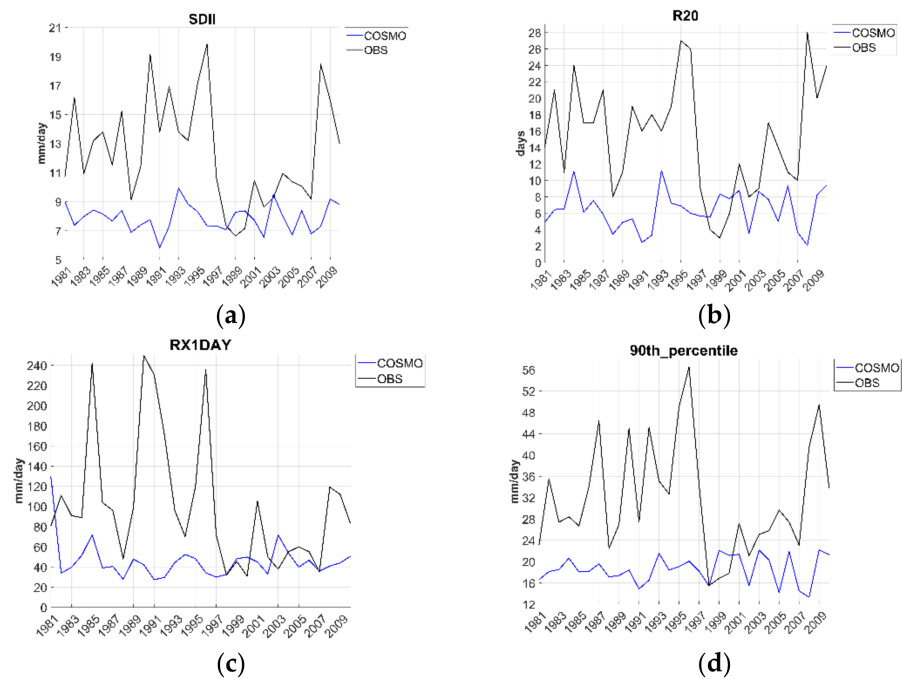 SDII
21
19
17
15
13
11
9
7
5
mm/day
1981 1983 1985 1987 1989 1991 1993 1995 1997 1999 2001 2003 2005 2007 2009
COSMO
OBS
(a)
R20
28
26
24
22
20
18
16
14
12
10
8
6
4
2
0
days
1981 1983 1985 1987 1989 1991 1993 1995 1997 1999 2001 2003 2005 2007 2009
COSMO
OBS
(b)
RX1DAY
240
220
200
180
160
140
120
100
80
60
40
20
0
mm/day
1981 1983 1985 1987 1989 1991 1993 1995 1997 1999 2001 2003 2005 2007 2009
COSMO
OBS
(c)
90th_percentile
56
52
48
44
40
36
32
28
24
20
16
12
mm/day
1981 1983 1985 1987 1989 1991 1993 1995 1997 1999 2001 2003 2005 2007 2009
COSMO
OBS
(d)